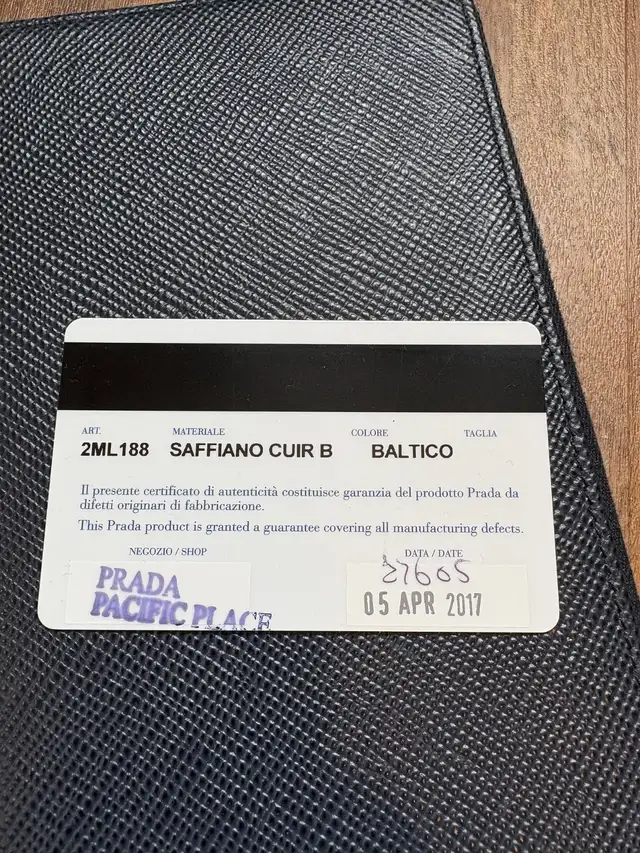 ART. MATERIALE COLORE TAGLIA
2ML188 SAFFIANO CUIR B BALTICO
Il presente certificato di autenticità costituisce garanzia del prodotto Prada da
difetti originari di fabbricazione.
This Prada product is granted a guarantee covering all manufacturing defects.
NEGOZIO / SHOP DATA / DATE
27605
PRADA
PACIFIC PLACE
05 APR 2017